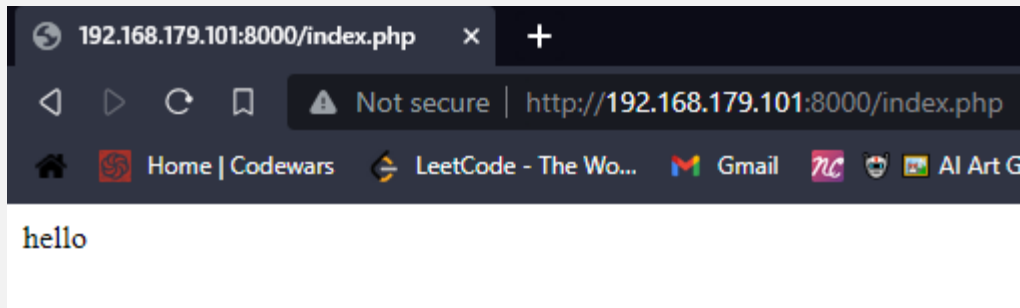 192.168.179.101:8000/index.php
Not secure http://192.168.179.101:8000/index.php
Home | Codewars LeetCode - The Wo... Gmail nc AI Art G
hello